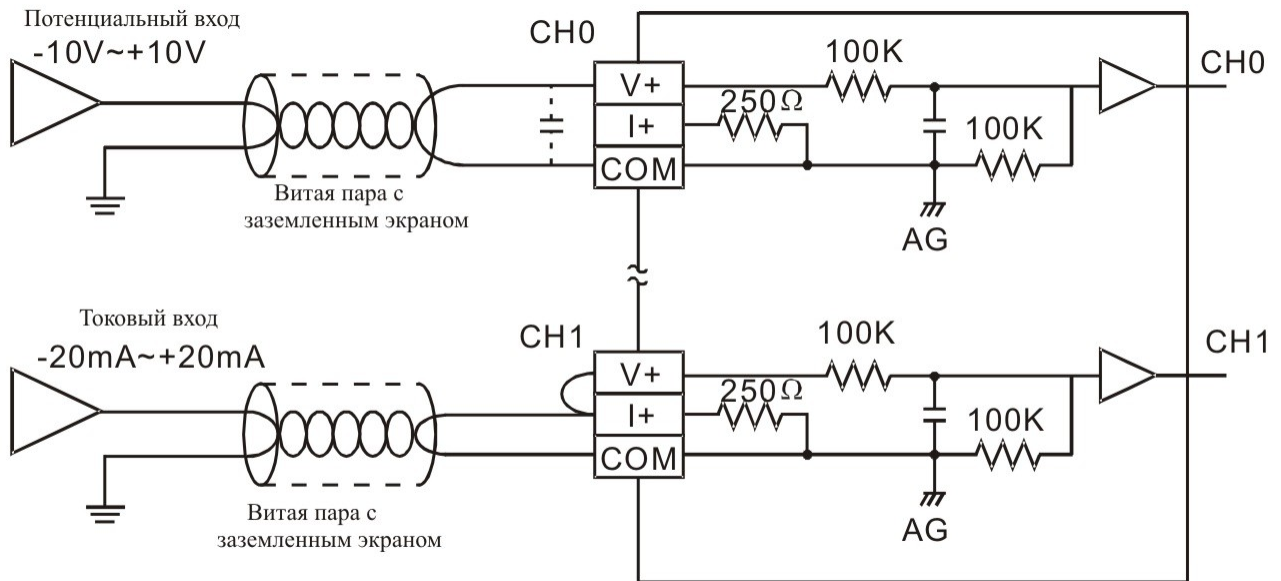 Потенциальный вход
-10V~+10V
CH0
V+
I+
COM
100K
250Ω
100K
AG
CH0
Витая пара с
заземленным экраном
Токовый вход
-20mA~+20mA
CH1
V+
I+
COM
100K
250Ω
100K
AG
CH1
Витая пара с
заземленным экраном